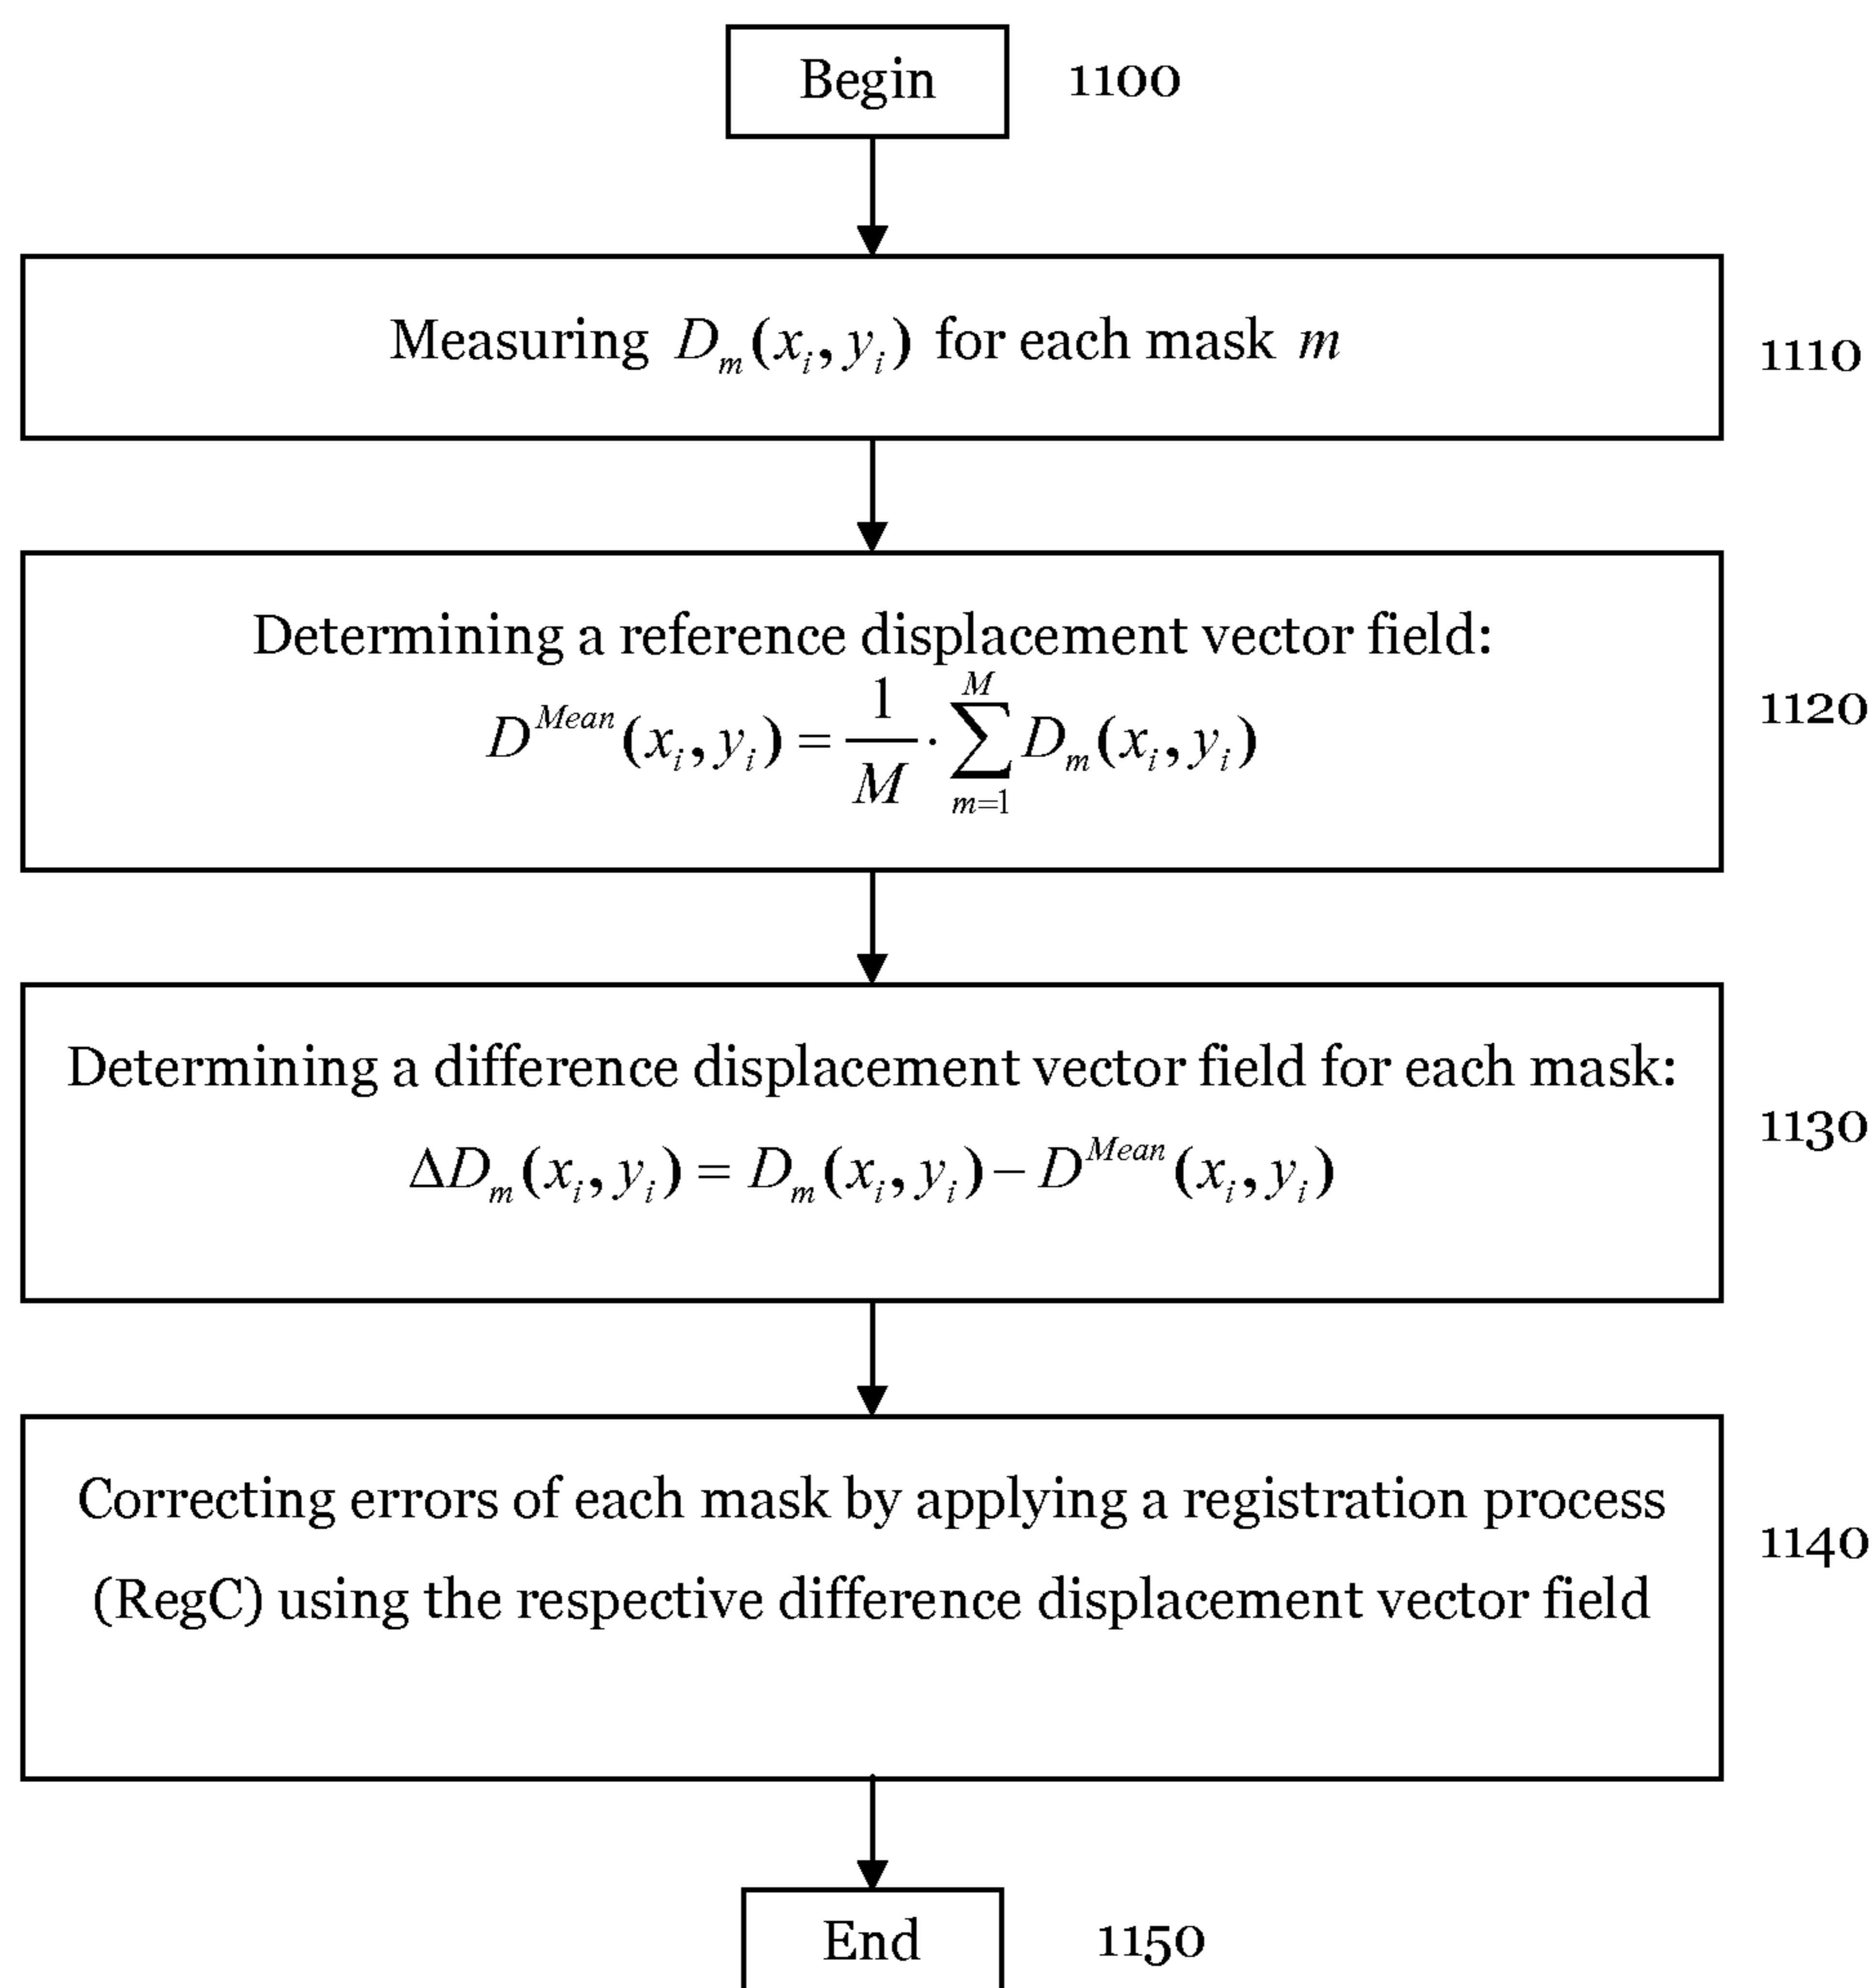 Begin 1100
Measuring D_m(x_i, y_i) for each mask m 1110
Determining a reference displacement vector field:
D^{Mean}(x_i, y_i) = \frac{1}{M} \cdot \sum_{m=1}^{M} D_m(x_i, y_i) 1120
Determining a difference displacement vector field for each mask:
1130
ΔD_m(x_i, y_i) = D_m(x_i, y_i) − D^{Mean}(x_i, y_i)
Correcting errors of each mask by applying a registration process
1140
(RegC) using the respective difference displacement vector field
End 1150